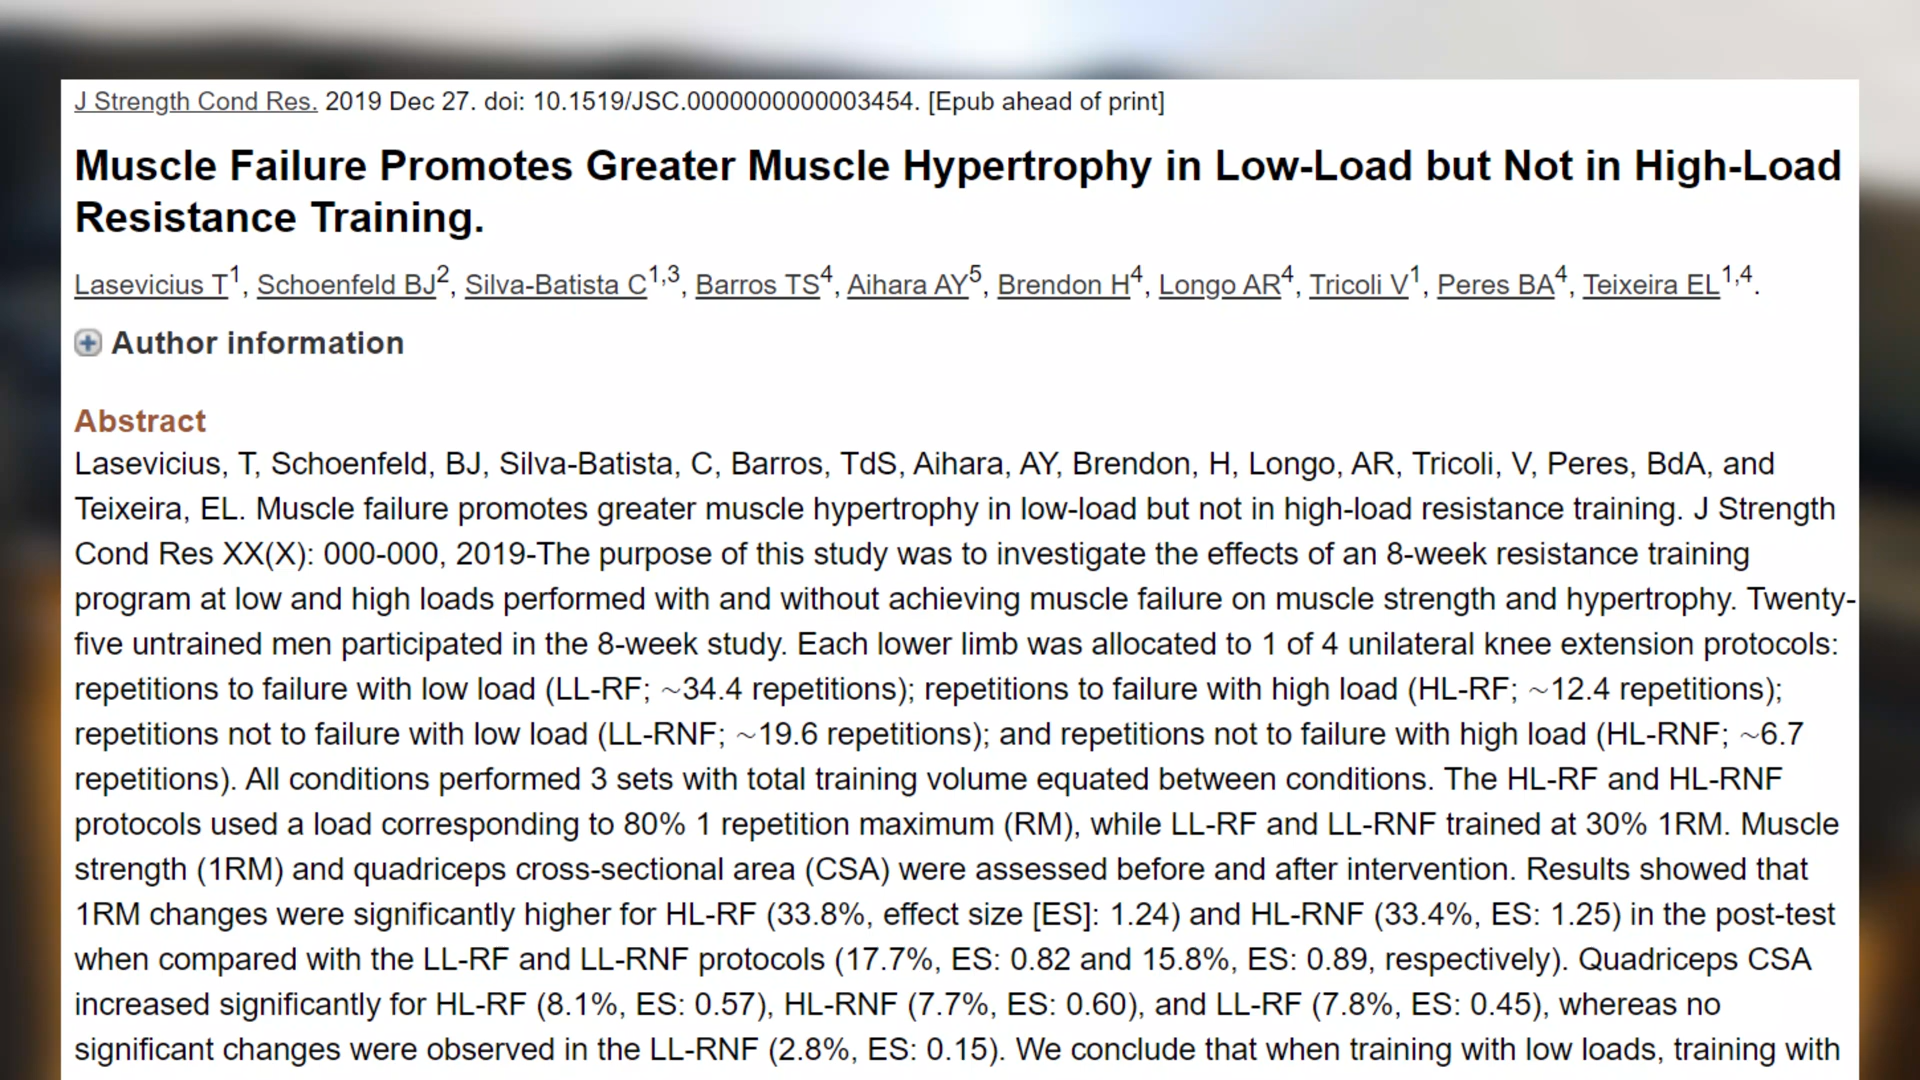 J Strength Cond Res. 2019 Dec 27. doi: 10.1519/JSC.0000000000003454. [Epub ahead of print]
Muscle Failure Promotes Greater Muscle Hypertrophy in Low-Load but Not in High-Load
Resistance Training.
Lasevicius T1, Schoenfeld BJ2, Silva-Batista C1,3, Barros TS4, Aihara AY5, Brendon H4, Longo AR4, Tricoli V1, Peres BA4, Teixeira EL1,4.
Author information
Abstract
Lasevicius, T, Schoenfeld, BJ, Silva-Batista, C, Barros, TdS, Aihara, AY, Brendon, H, Longo, AR, Tricoli, V, Peres, BdA, and
Teixeira, EL. Muscle failure promotes greater muscle hypertrophy in low-load but not in high-load resistance training. J Strength
Cond Res XX(X): 000-000, 2019-The purpose of this study was to investigate the effects of an 8-week resistance training
program at low and high loads performed with and without achieving muscle failure on muscle strength and hypertrophy. Twenty-
five untrained men participated in the 8-week study. Each lower limb was allocated to 1 of 4 unilateral knee extension protocols:
repetitions to failure with low load (LL-RF; ~34.4 repetitions); repetitions to failure with high load (HL-RF; ~12.4 repetitions);
repetitions not to failure with low load (LL-RNF; ~19.6 repetitions); and repetitions not to failure with high load (HL-RNF; ~6.7
repetitions). All conditions performed 3 sets with total training volume equated between conditions. The HL-RF and HL-RNF
protocols used a load corresponding to 80% 1 repetition maximum (RM), while LL-RF and LL-RNF trained at 30% 1RM. Muscle
strength (1RM) and quadriceps cross-sectional area (CSA) were assessed before and after intervention. Results showed that
1RM changes were significantly higher for HL-RF (33.8%, effect size [ES]: 1.24) and HL-RNF (33.4%, ES: 1.25) in the post-test
when compared with the LL-RF and LL-RNF protocols (17.7%, ES: 0.82 and 15.8%, ES: 0.89, respectively). Quadriceps CSA
increased significantly for HL-RF (8.1%, ES: 0.57), HL-RNF (7.7%, ES: 0.60), and LL-RF (7.8%, ES: 0.45), whereas no
significant changes were observed in the LL-RNF (2.8%, ES: 0.15). We conclude that when training with low loads, training with